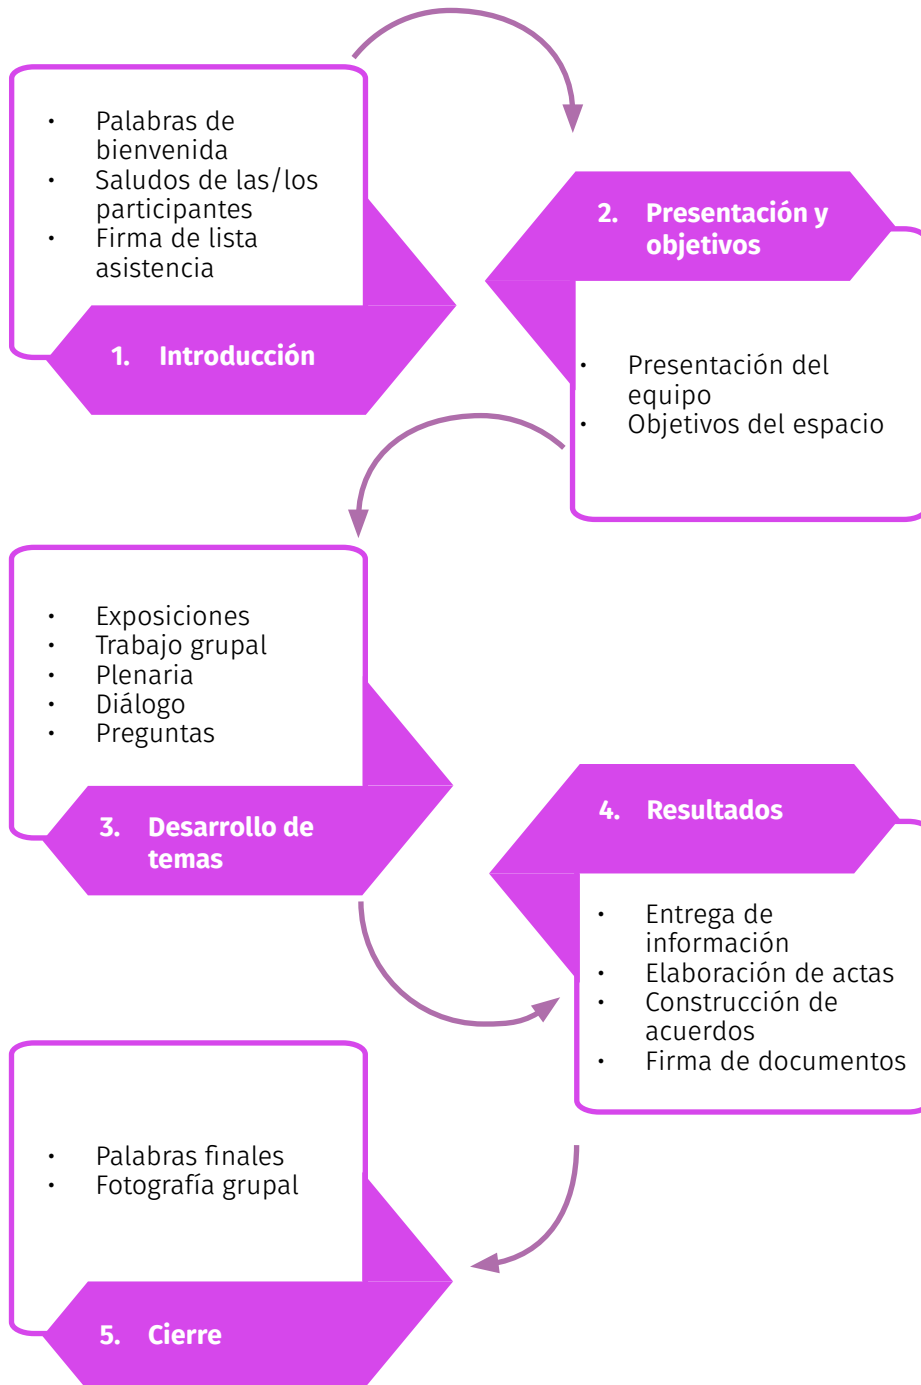 • Palabras de
bienvenida
• Saludos de las/los
participantes
• Firma de lista
asistencia
1. Introducción
2. Presentación y
objetivos
• Presentación del
equipo
• Objetivos del espacio
• Exposiciones
• Trabajo grupal
• Plenaria
• Diálogo
• Preguntas
3. Desarrollo de
temas
4. Resultados
• Entrega de
información
• Elaboración de actas
• Construcción de
acuerdos
• Firma de documentos
• Palabras finales
• Fotografía grupal
5. Cierre